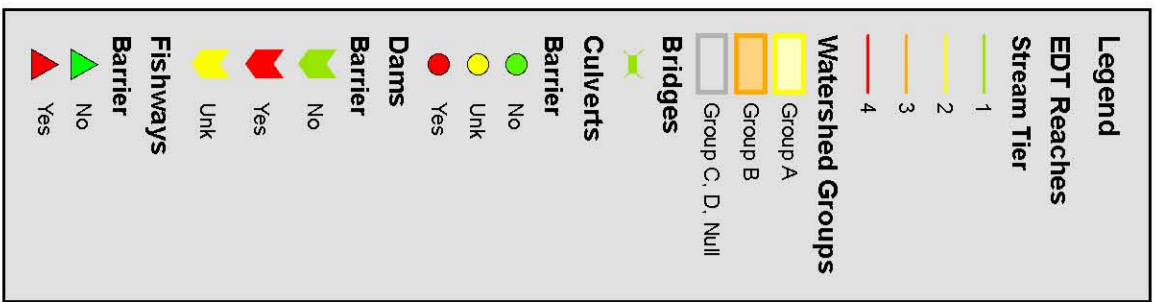 Legend
EDT Reaches
Stream Tier
1
2
3
4
Watershed Groups
Group A
Group B
Group C, D, Null
Bridges
Culverts
Barrier
No
Unk
Yes
Dams
Barrier
No
Yes
Unk
Fishways
Barrier
No
Yes